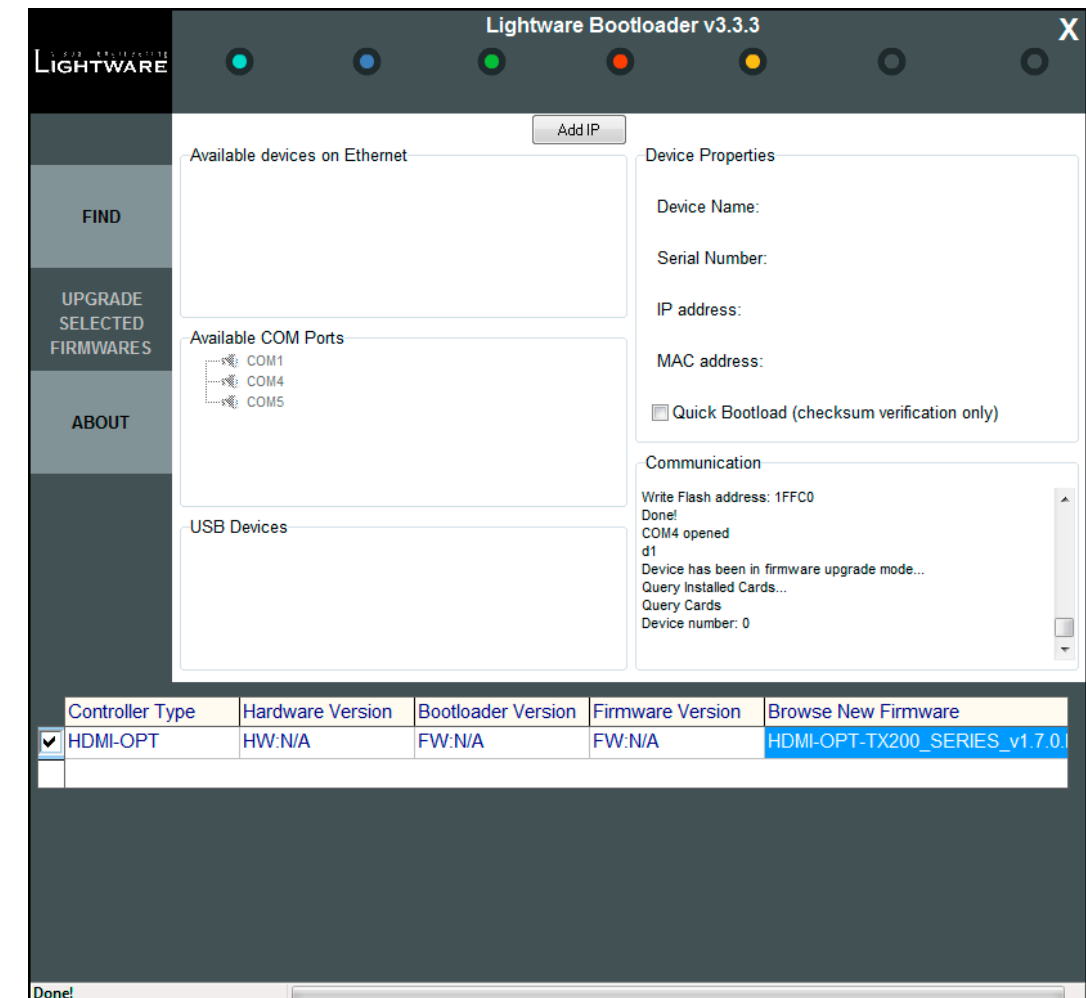 Lightware Bootloader v3.3.3
X
LIGHTWARE
Add IP
Available devices on Ethernet
Device Properties
FIND
Device Name:
Serial Number:
UPGRADE
SELECTED
FIRMWARES
IP address:
Available COM Ports
COM1
COM4
COM5
MAC address:
ABOUT
Quick Bootload (checksum verification only)
Communication
Write Flash address: 1FFC0
Done!
COM4 opened
d1
Device has been in firmware upgrade mode...
Query Installed Cards...
Query Cards
Device number: 0
USB Devices
Controller Type Hardware Version Bootloader Version Firmware Version Browse New Firmware
HDMI-OPT HW:N/A FW:N/A FW:N/A HDMI-OPT-TX200_SERIES_v1.7.0.
Done!